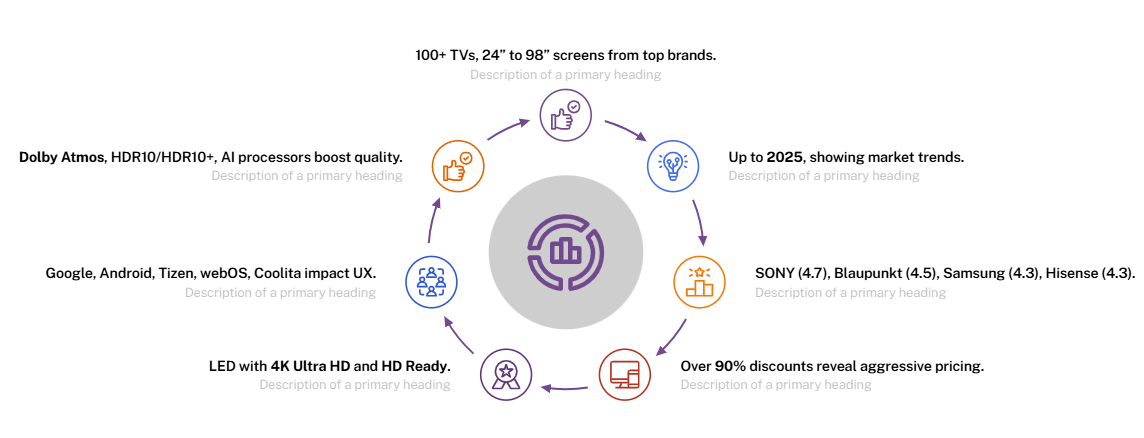 100+ TVs, 24” to 98” screens from top brands.
Description of a primary heading
Up to 2025, showing market trends.
Description of a primary heading
SONY (4.7), Blaupunkt (4.5), Samsung (4.3), Hisense (4.3).
Description of a primary heading
Over 90% discounts reveal aggressive pricing.
Description of a primary heading
LED with 4K Ultra HD and HD Ready.
Description of a primary heading
Google, Android, Tizen, webOS, Coolita impact UX.
Description of a primary heading
Dolby Atmos, HDR10/HDR10+, AI processors boost quality.
Description of a primary heading